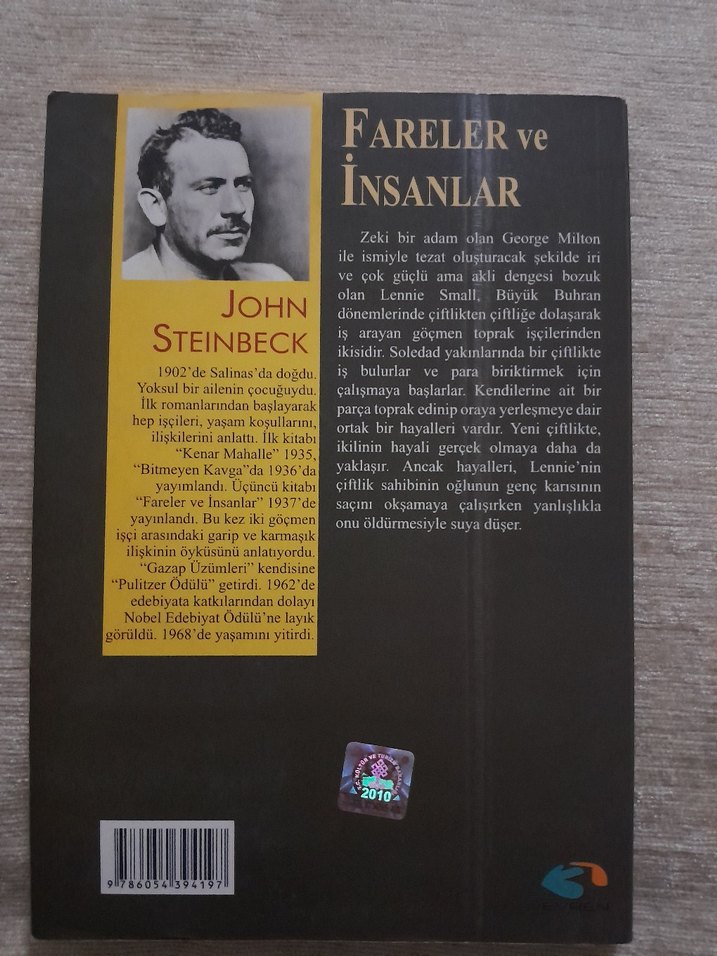 FARELER ve
İNSANLAR
Zeki bir adam olan George Milton
ile ismiyle tezat oluşturacak şekilde iri
ve çok güçlü ama akli dengesi bozuk
olan Lennie Small, Büyük Buhran
dönemlerinde çiftlikten çiftliğe dolaşarak
iş arayan göçmen toprak işçilerinden
ikisidir. Soledad yakınlarında bir çiftlikte
iş bulurlar ve para biriktirmek için
çalışmaya başlarlar. Kendilerine ait bir
parça toprak edinip oraya yerleşmeye dair
ortak bir hayalleri vardır. Yeni çiftlikte,
ikilinin hayali gerçek olmaya daha da
yaklaşır. Ancak hayalleri, Lennie’nin
çiftlik sahibinin oğlunun genç karısının
saçını okşamaya çalışırken yanlışlıkla
onu öldürmesiyle suya düşer.
JOHN
STEINBECK
1902’de Salinas’da doğdu.
Yoksul bir ailenin çocuğuydu.
İlk romanlarından başlayarak
hep işçileri, yaşam koşullarını,
ilişkilerini anlattı. İlk kitabı
“Kenar Mahalle” 1935,
“Bitmeyen Kavga”da 1936’da
yayımlandı. Üçüncü kitabı
“Fareler ve İnsanlar” 1937’de
yayınlandı. Bu kez iki göçmen
işçi arasındaki garip ve karmaşık
ilişkinin öyküsünü anlatıyordu.
“Gazap Üzümleri” kendisine
“Pulitzer Ödülü” getirdi. 1962’de
edebiyata katkılarından dolayı
Nobel Edebiyat Ödülü’ne layık
görüldü. 1968’de yaşamını yitirdi.
T.C. KÜLTÜR VE TURİZM BAKANLIĞI
2010
9 786054 394197